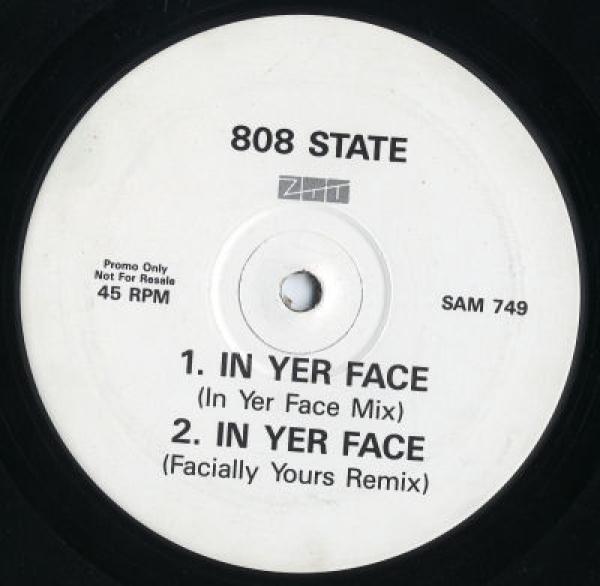 808 STATE
ZTT
Promo Only
Not For Resale
45 RPM
SAM 749
1. IN YER FACE
(In Yer Face Mix)
2. IN YER FACE
(Facially Yours Remix)